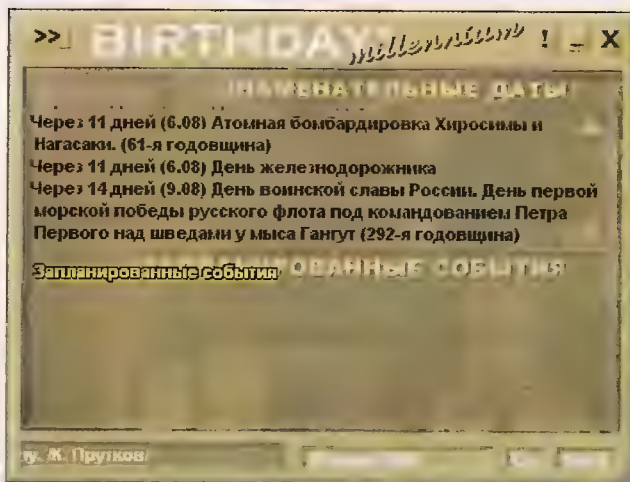 >>_ BIRTHDAY millennium ! _ X
ЗНАМЕНАТЕЛЬНЫЕ ДАТЫ
Через 11 дней (6.08) Атомная бомбардировка Хиросимы и
Нагасаки. (61-я годовщина)
Через 11 дней (6.08) День железнодорожника
Через 14 дней (9.08) День воинской славы России. День первой
морской победы русского флота под командованием Петра
Первого над шведами у мыса Гангут (292-я годовщина)
Запланированные события СОБЫТИЯ
у. К. Прутков